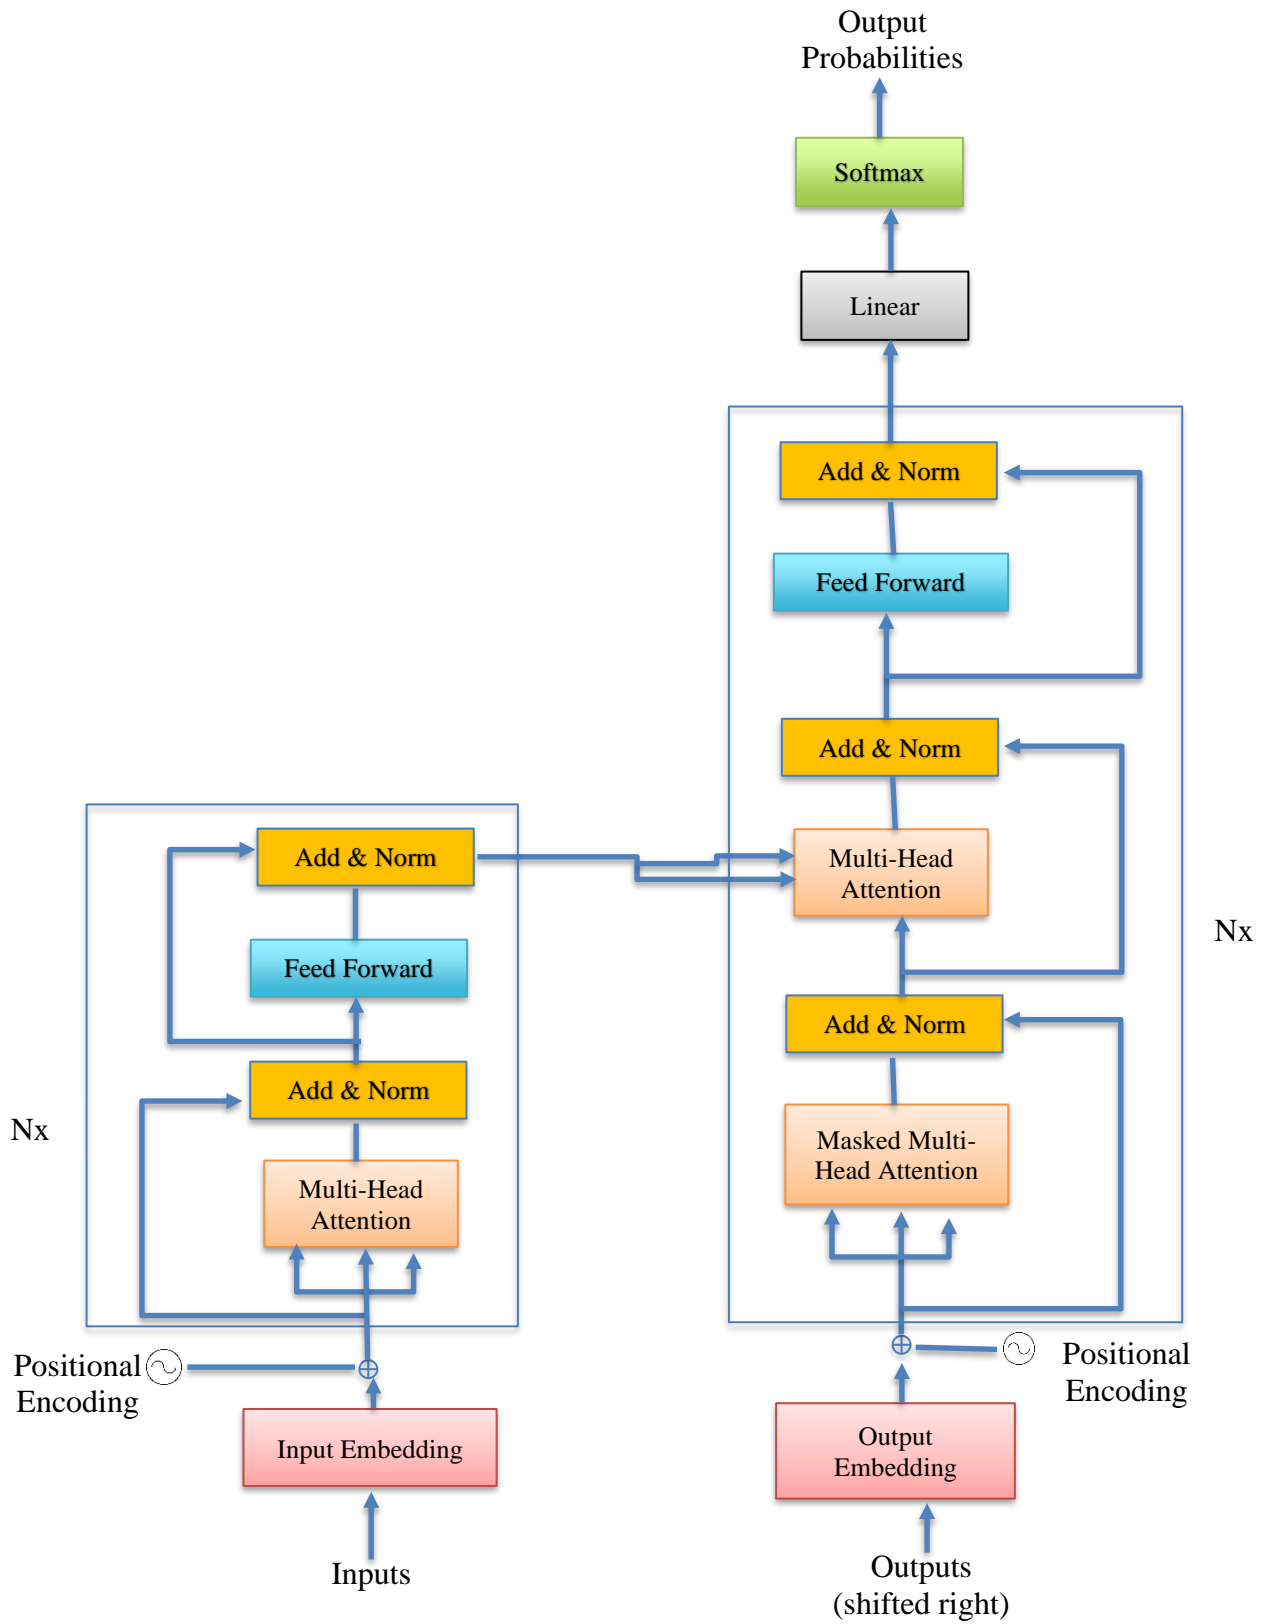 Output
Probabilities
Softmax
Linear
Add & Norm
Feed Forward
Add & Norm
Multi-Head
Attention
Nx
Add & Norm
Masked Multi-
Head Attention
Positional
Encoding
Output
Embedding
Outputs
(shifted right)
Add & Norm
Feed Forward
Add & Norm
Nx
Multi-Head
Attention
Positional
Encoding
Input Embedding
Inputs